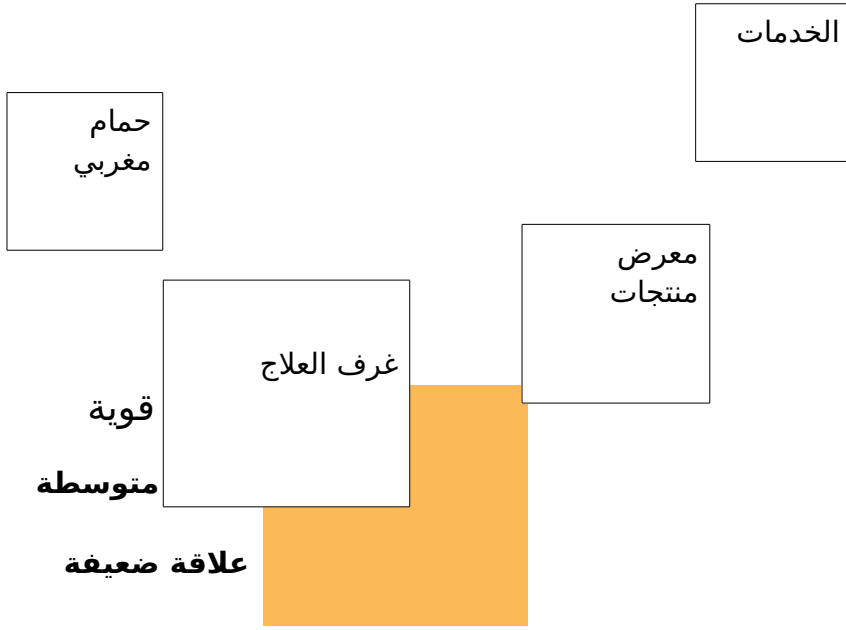 الخدمات
حمام
مغربي
معرض
منتجات
غرف العلاج
قوية
متوسطة
علاقة ضعيفة